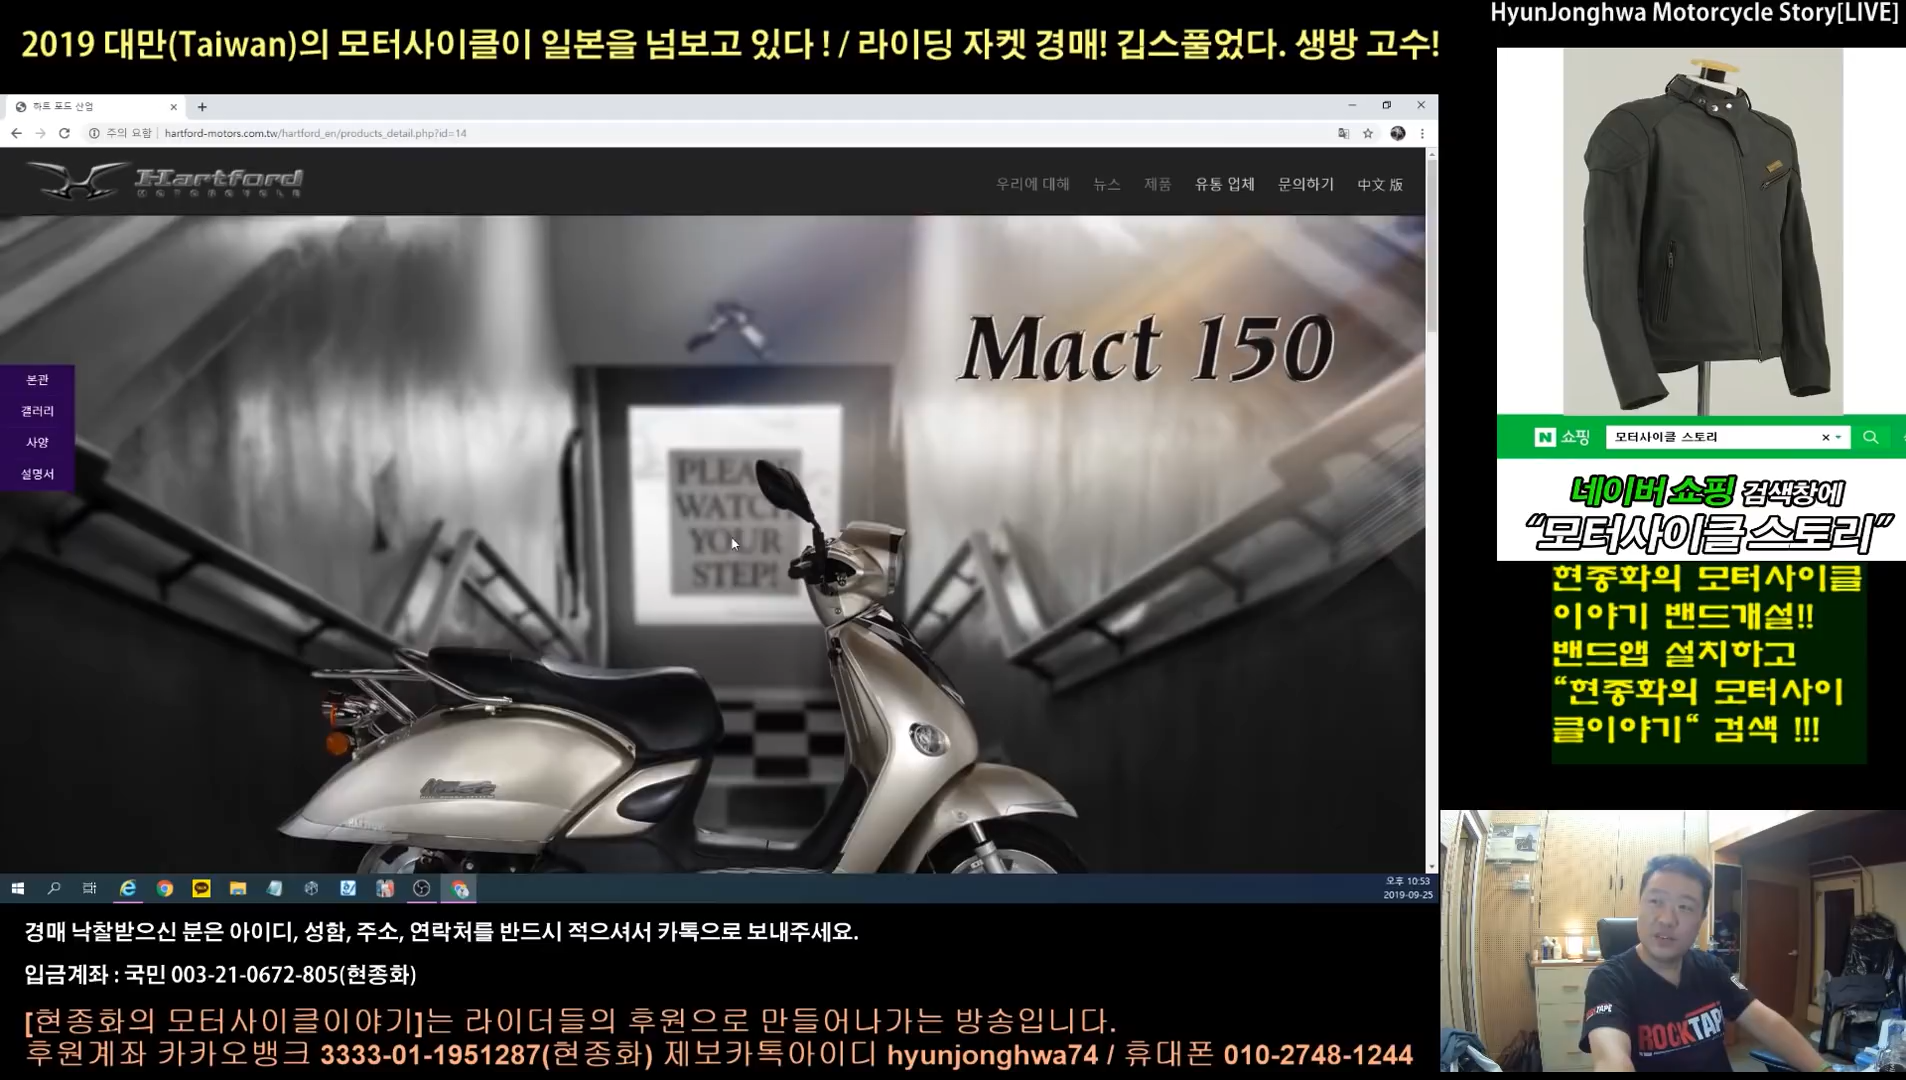 HyunJonghwa Motorcycle Story[LIVE]
2019 대만(Taiwan)의 모터사이클이 일본을 넘보고 있다 ! / 라이딩 자켓 경매! 깁스풀었다. 생방 고수!
하트 포드 산업
주의 요함
hartford-motors.com.tw/hartford_en/products_detail.php?id=14
Hartford
MOTORCYCLE
우리에 대해 뉴스 제품 유통 업체 문의하기 中文 版
Mact 150
본관
갤러리
사양
설명서
PLEASE
WATCH
YOUR
STEP!
N 쇼핑 모터사이클 스토리
네이버 쇼핑 검색창에
“모터사이클 스토리”
현종화의 모터사이클
이야기 밴드개설!!
밴드앱 설치하고
“현종화의 모터사이
클이야기“ 검색 !!!
오후 10:53
2019-09-25
ROCKTAPE
경매 낙찰받으신 분은 아이디, 성함, 주소, 연락처를 반드시 적으셔서 카톡으로 보내주세요.
입금계좌 : 국민 003-21-0672-805(현종화)
[현종화의 모터사이클이야기]는 라이더들의 후원으로 만들어나가는 방송입니다.
후원계좌 카카오뱅크 3333-01-1951287(현종화) 제보카톡아이디 hyunjonghwa74 / 휴대폰 010-2748-1244